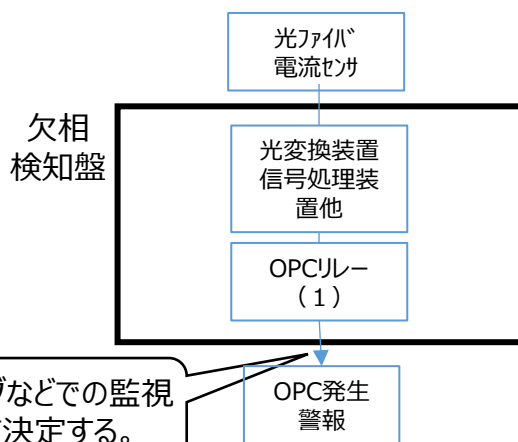 光ﾌｧｲﾊﾞ
電流ｾﾝｻ
欠相
検知盤
光変換装置
信号処理装
置他
OPCﾘﾚｰ
（１）
などでの監視
決定する。
OPC発生
警報